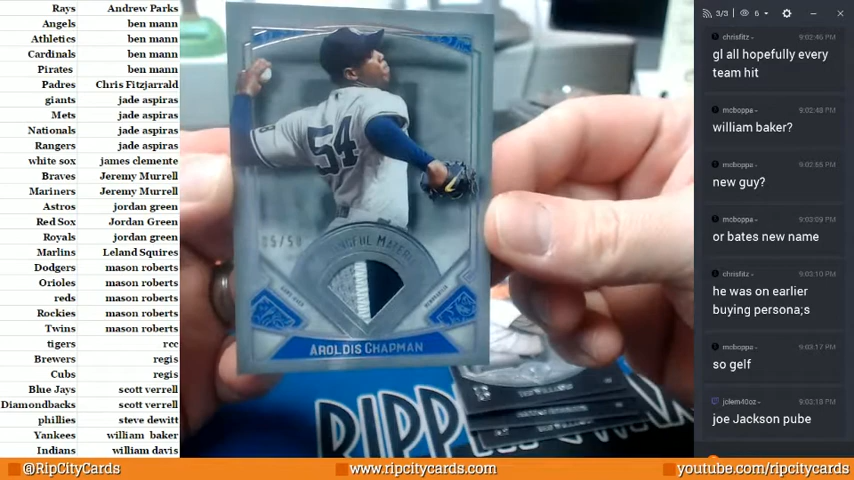 Rays Andrew Parks
Angels ben mann
Athletics ben mann
Cardinals ben mann
Pirates ben mann
Padres Chris Fitzjarrald
giants jade aspiras
Mets jade aspiras
Nationals jade aspiras
Rangers jade aspiras
white sox james clemente
Braves Jeremy Murrell
Mariners Jeremy Murrell
Astros jordan green
Red Sox Jordan Green
Royals jordan green
Marlins Leland Squires
Dodgers mason roberts
Orioles mason roberts
reds mason roberts
Rockies mason roberts
Twins mason roberts
tigers rcc
Brewers regis
Cubs regis
Blue Jays scott verrell
Diamondbacks scott verrell
phillies steve dewitt
Yankees william baker
Indians william davis
54
/50
AROLDIS CHAPMAN
3/3 6
chrisfitz 9:02:45 PM
gl all hopefully every
team hit
mcboppa 9:02:48 PM
william baker?
mcboppa 9:02:55 PM
new guy?
mcboppa 9:03:09 PM
or bates new name
chrisfitz 9:03:10 PM
he was on earlier
buying persona;s
mcboppa 9:03:17 PM
so gelf
jclem40oz 9:03:18 PM
joe Jackson pube
@RipCityCards
www.ripcitycards.com
youtube.com/ripcitycards